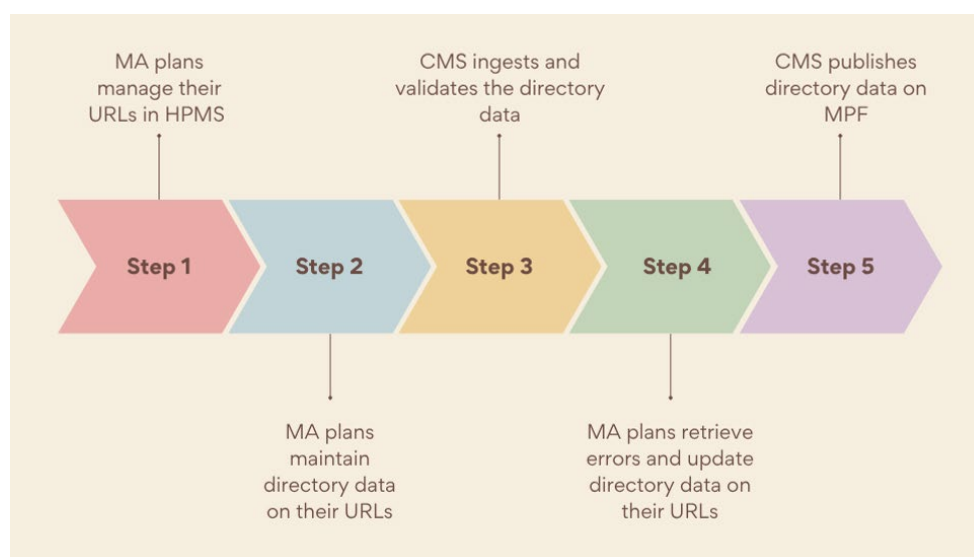 MA plans
manage their
URLs in HPMS
CMS ingests and
validates the directory
data
CMS publishes
directory data on
MPF
Step 1
Step 2
Step 3
Step 4
Step 5
MA plans
maintain
directory data
on their URLs
MA plans retrieve
errors and update
directory data on
their URLs